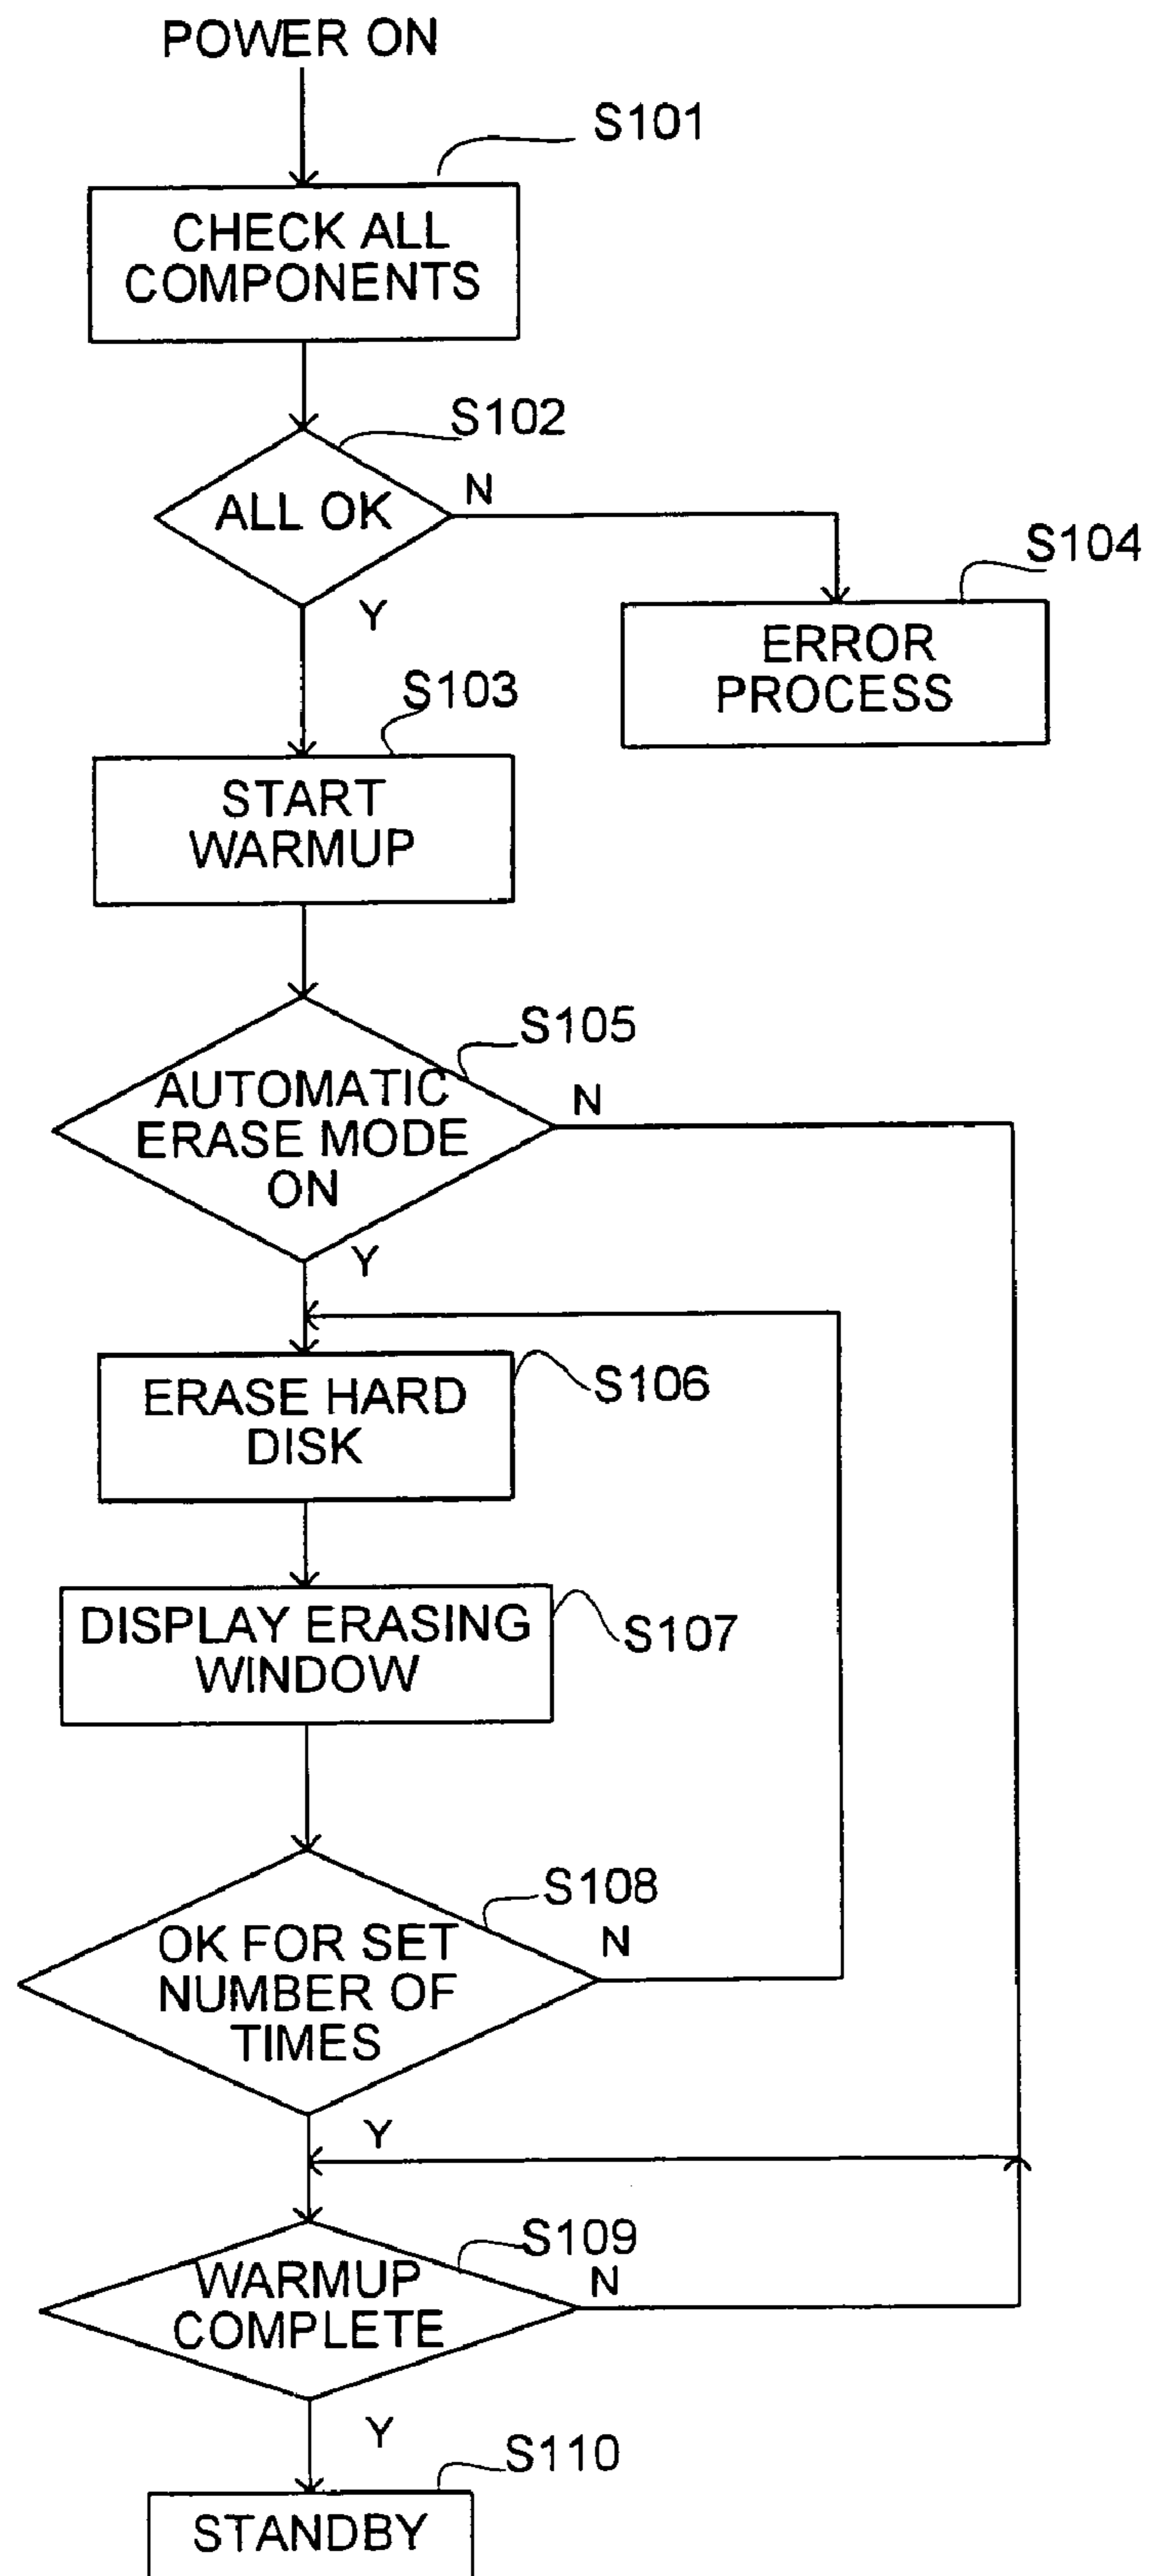 POWER ON
S101
CHECK ALL
COMPONENTS
S102
ALL OK
N
Y
S104
ERROR
PROCESS
S103
START
WARMUP
S105
AUTOMATIC
ERASE MODE
ON
N
Y
S106
ERASE HARD
DISK
S107
DISPLAY ERASING
WINDOW
S108
OK FOR SET
NUMBER OF
TIMES
N
Y
S109
WARMUP
COMPLETE
N
Y
S110
STANDBY